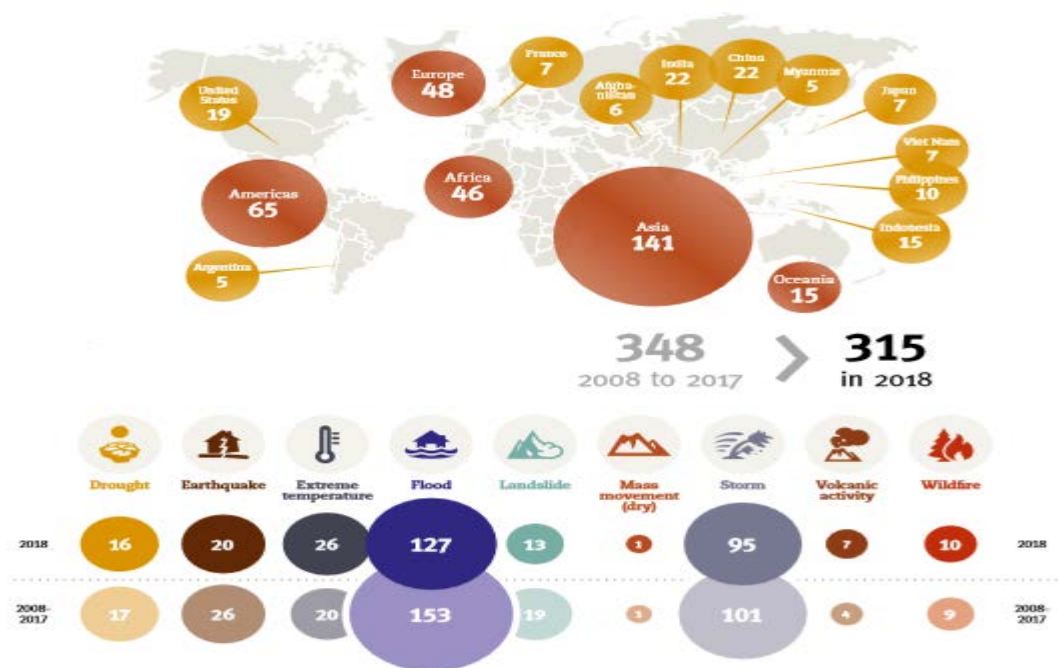 France
7
India
22
China
22
Myanmar
5
Europe
48
Afgha-
nistan
6
United
States
19
Japan
7
Viet Nam
7
Africa
46
Philippines
10
Americas
65
Asia
141
Indonesia
15
Argentina
5
Oceania
15
348
2008 to 2017
315
in 2018
Drought
Earthquake
Extreme
temperature
Flood
Landslide
Mass
movement
(dry)
Storm
Volcanic
activity
Wildfire
2018 16 20 26 127 13 1 95 7 10 2018
2008-
2017
17 26 20 153 19 1 101 4 9
2008-
2017